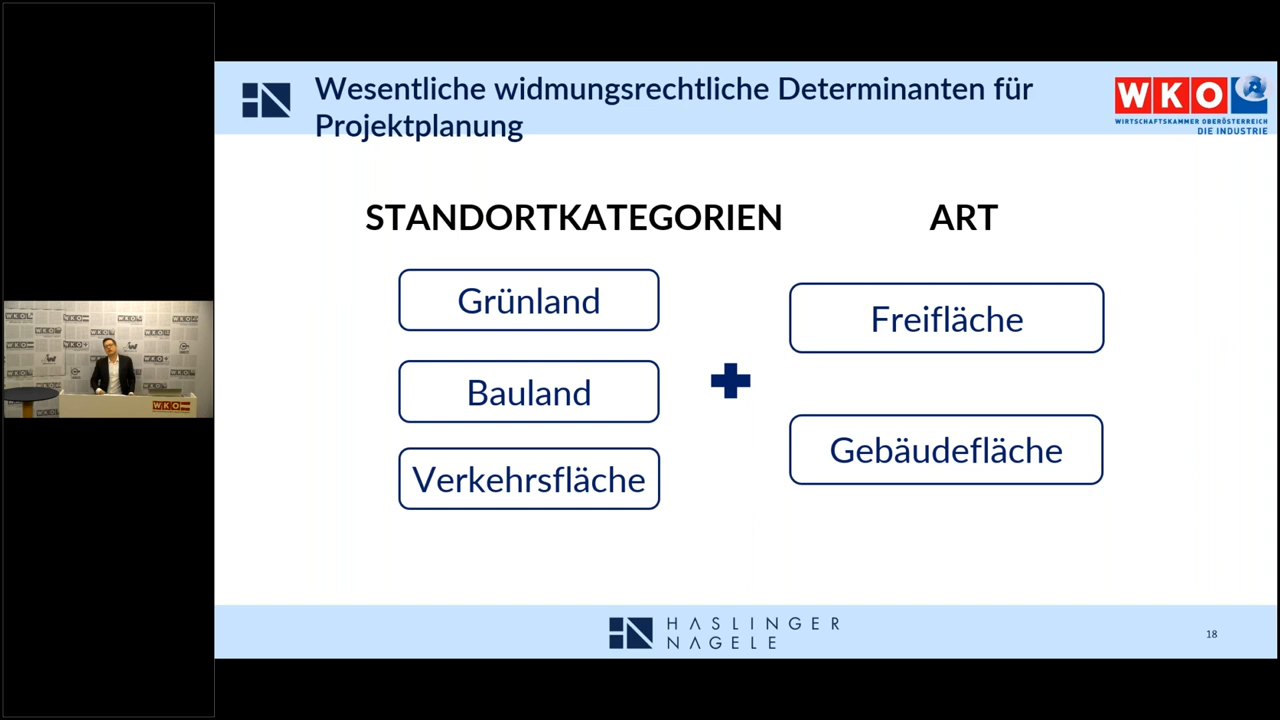 Wesentliche widmungsrechtliche Determinanten für
Projektplanung
WKO
WIRTSCHAFTSKAMMER OBERÖSTERREICH
DIE INDUSTRIE
STANDORTKATEGORIEN
ART
Grünland
Bauland
Verkehrsfläche
Freifläche
Gebäudefläche
WKO
HASLINGER
NAGELE
18